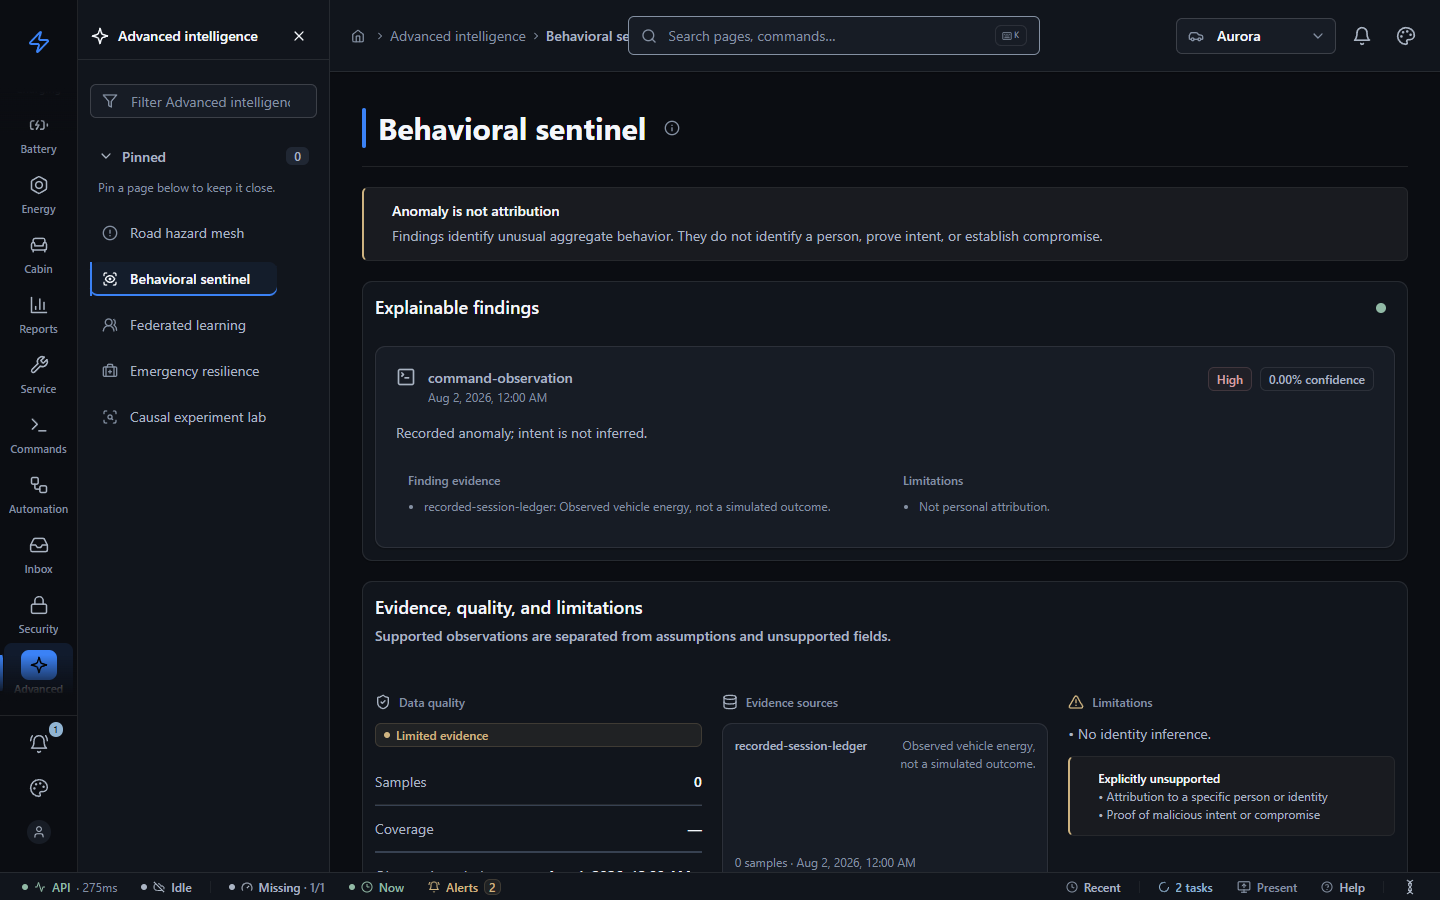 Advanced intelligence
Advanced intelligence
Behavioral se
Search pages, commands...
K
Aurora
Filter Advanced intelligenc
Battery
Energy
Cabin
Reports
Service
Commands
Automation
Inbox
Security
Advanced
1
Pinned
0
Pin a page below to keep it close.
Road hazard mesh
Behavioral sentinel
Federated learning
Emergency resilience
Causal experiment lab
Behavioral sentinel
Anomaly is not attribution
Findings identify unusual aggregate behavior. They do not identify a person, prove intent, or establish compromise.
Explainable findings
command-observation
Aug 2, 2026, 12:00 AM
High
0.00% confidence
Recorded anomaly; intent is not inferred.
Finding evidence
• recorded-session-ledger: Observed vehicle energy, not a simulated outcome.
Limitations
• Not personal attribution.
Evidence, quality, and limitations
Supported observations are separated from assumptions and unsupported fields.
Data quality
Limited evidence
Samples
0
Coverage
—
Evidence sources
recorded-session-ledger
Observed vehicle energy,
not a simulated outcome.
0 samples · Aug 2, 2026, 12:00 AM
Limitations
• No identity inference.
Explicitly unsupported
• Attribution to a specific person or identity
• Proof of malicious intent or compromise
API · 275ms
Idle
Missing · 1/1
Now
Alerts 2
Recent
2 tasks
Present
Help